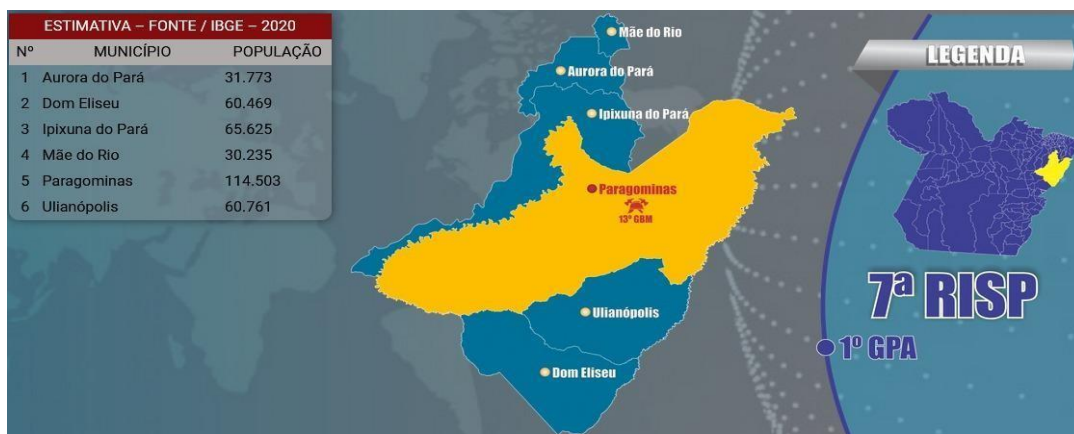 ESTIMATIVA – FONTE / IBGE – 2020
Nº MUNICÍPIO POPULAÇÃO
1 Aurora do Pará 31.773
2 Dom Eliseu 60.469
3 Ipixuna do Pará 65.625
4 Mãe do Rio 30.235
5 Paragominas 114.503
6 Ulianópolis 60.761
Mãe do Rio
Aurora do Pará
Ipixuna do Pará
Paragominas
13º GBM
Ulianópolis
Dom Eliseu
LEGENDA
7ª RISP
1º GPA